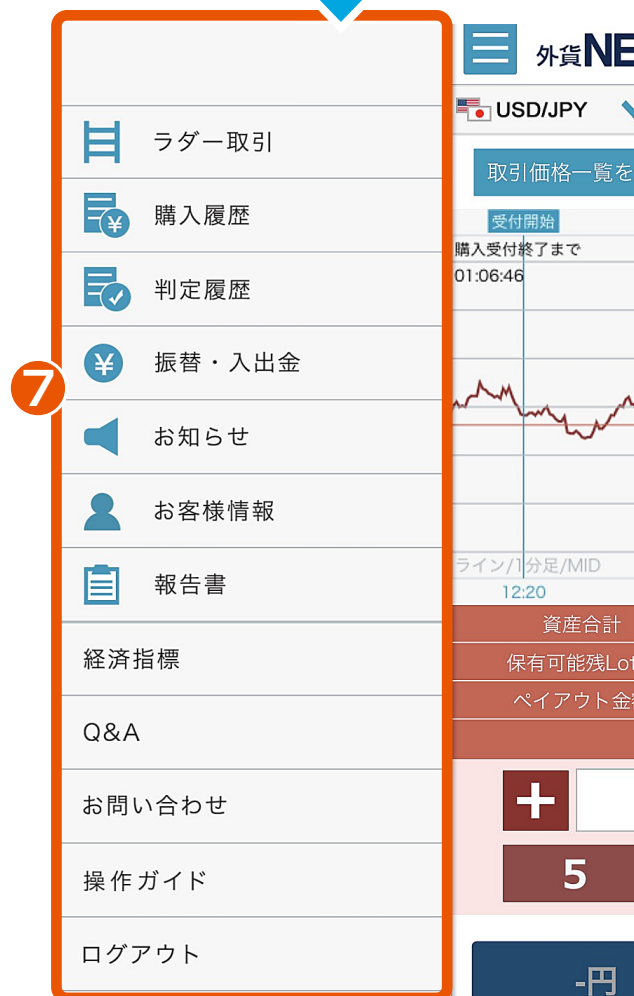 7
ラダー取引
購入履歴
判定履歴
振替・入出金
お知らせ
お客様情報
報告書
経済指標
Q&A
お問い合わせ
操作ガイド
ログアウト
外貨NE
USD/JPY
取引価格一覧を
受付開始
購入受付終了まで
01:06:46
ライン/1分足/MID
12:20
資産合計
保有可能残Lot
ペイアウト金
+
5
-円